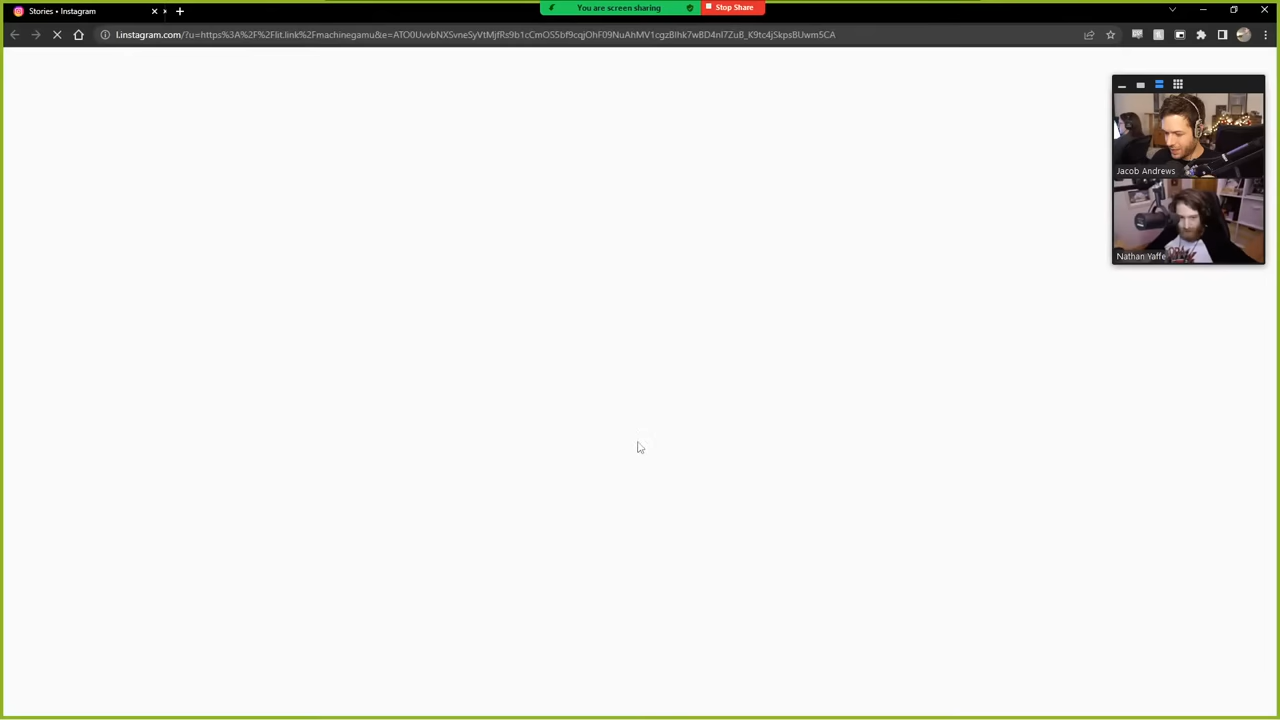 Stories • Instagram
You are screen sharing
Stop Share
l.instagram.com/?u=https%3A%2F%2Flit.link%2Fmachinegamu&e=ATO0UvvbNXSvneSyVtMjfRs9b1cCmOS5bf9cqjOhF09NuAhMV1cgzBIhk7wBD4nl7ZuB_K9tc4jSkpsBUwm5CA
Jacob Andrews
Nathan Yaffe